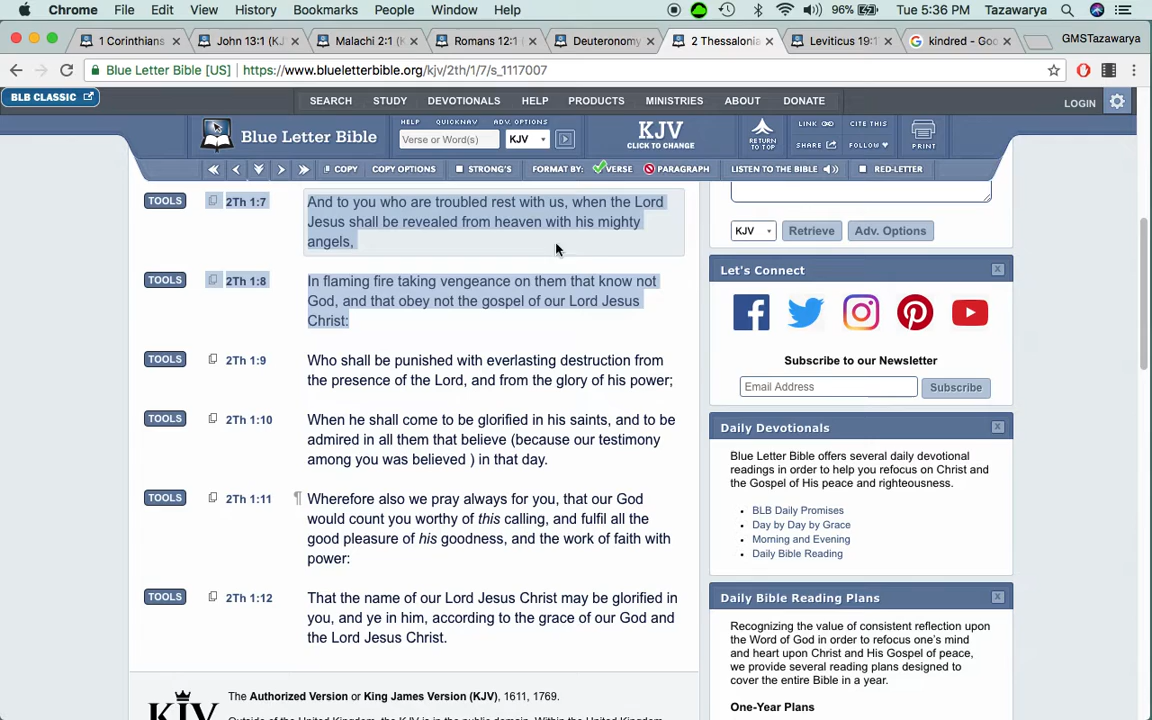 Chrome File Edit View History Bookmarks People Window Help 96% Tue 5:36 PM Tazawarya
1 Corinthians
John 13:1 (KJ
Malachi 2:1 (K
Romans 12:1
Deuteronomy
2 Thessalonia
Leviticus 19:1
kindred - Goo
GMSTazawarya
Blue Letter Bible [US] https://www.blueletterbible.org/kjv/2th/1/7/s_1117007
BLB CLASSIC
SEARCH STUDY DEVOTIONALS HELP PRODUCTS MINISTRIES ABOUT DONATE LOGIN
Blue Letter Bible
HELP QUICKNAV ADV. OPTIONS
Verse or Word(s) KJV
KJV
CLICK TO CHANGE
RETURN
TO TOP
LINK CITE THIS
SHARE FOLLOW
PRINT
COPY COPY OPTIONS STRONG'S FORMAT BY: VERSE PARAGRAPH LISTEN TO THE BIBLE RED-LETTER
TOOLS 2Th 1:7 And to you who are troubled rest with us, when the Lord
Jesus shall be revealed from heaven with his mighty
angels,
TOOLS 2Th 1:8 In flaming fire taking vengeance on them that know not
God, and that obey not the gospel of our Lord Jesus
Christ:
TOOLS 2Th 1:9 Who shall be punished with everlasting destruction from
the presence of the Lord, and from the glory of his power;
TOOLS 2Th 1:10 When he shall come to be glorified in his saints, and to be
admired in all them that believe (because our testimony
among you was believed ) in that day.
TOOLS 2Th 1:11 ¶ Wherefore also we pray always for you, that our God
would count you worthy of this calling, and fulfil all the
good pleasure of his goodness, and the work of faith with
power:
TOOLS 2Th 1:12 That the name of our Lord Jesus Christ may be glorified in
you, and ye in him, according to the grace of our God and
the Lord Jesus Christ.
KJV
The Authorized Version or King James Version (KJV), 1611, 1769.
Outside of the United Kingdom, the KJV is in the public domain. Within the United Kingdom,
KJV Retrieve Adv. Options
Let's Connect
Subscribe to our Newsletter
Email Address Subscribe
Daily Devotionals
Blue Letter Bible offers several daily devotional
readings in order to help you refocus on Christ and
the Gospel of His peace and righteousness.
BLB Daily Promises
Day by Day by Grace
Morning and Evening
Daily Bible Reading
Daily Bible Reading Plans
Recognizing the value of consistent reflection upon
the Word of God in order to refocus one's mind
and heart upon Christ and His Gospel of peace,
we provide several reading plans designed to
cover the entire Bible in a year.
One-Year Plans